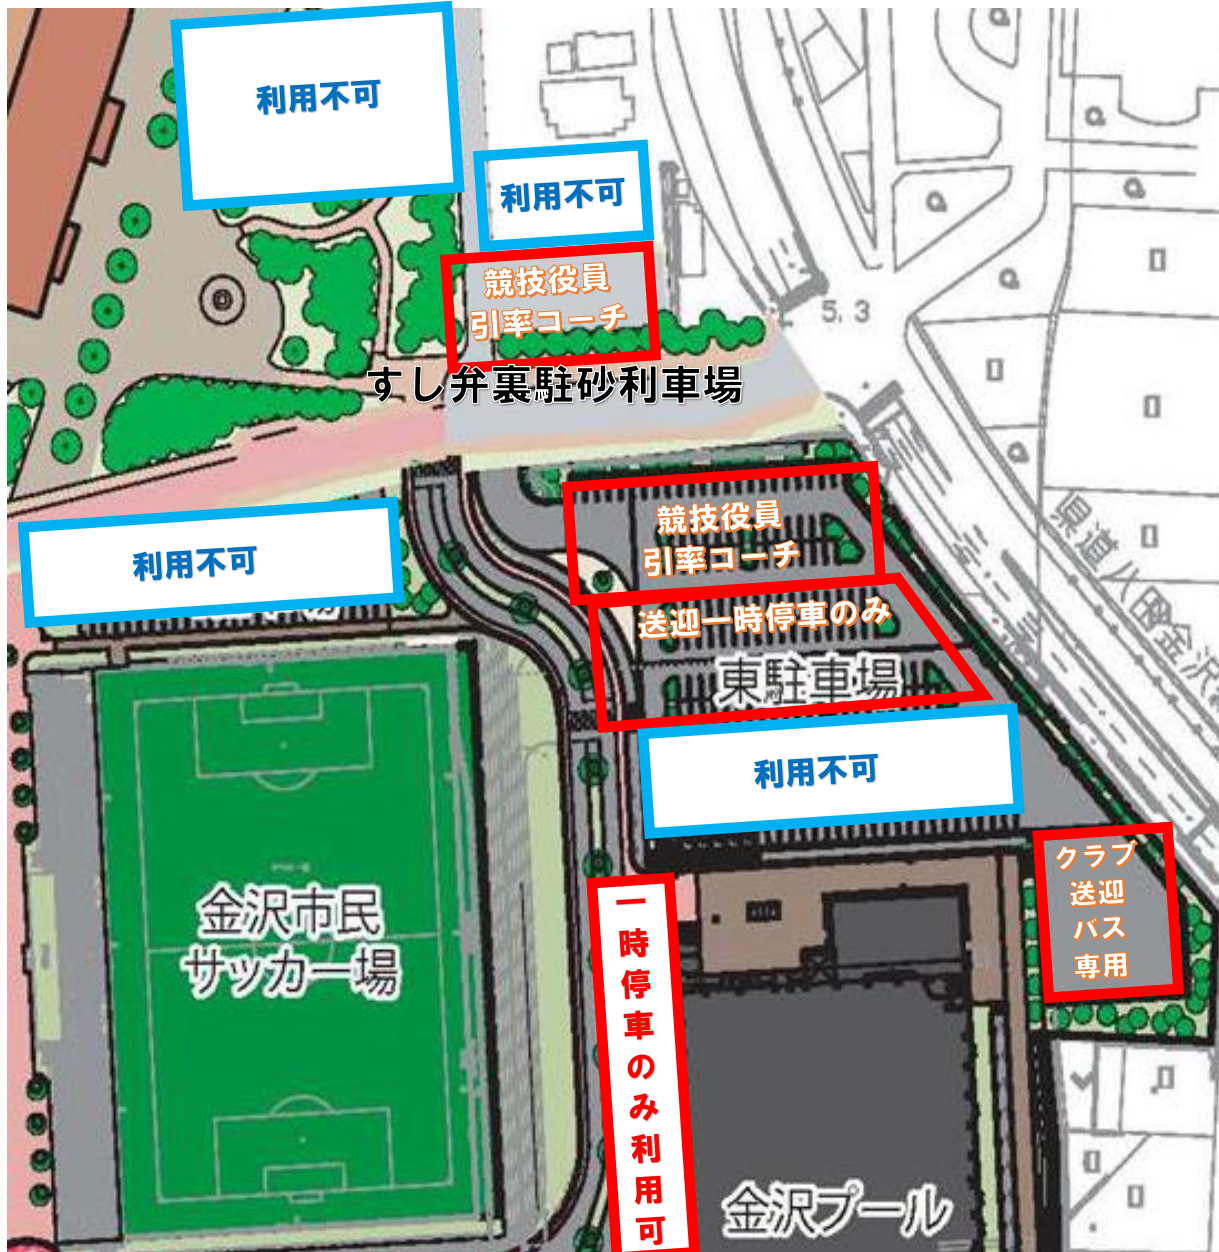 利用不可
利用不可
競技役員
引率コーチ
5.3
すし弁裏駐砂利車場
競技役員
引率コーチ
利用不可
送迎一時停車のみ
東駐車場
利用不可
クラブ
送迎
バス
専用
金沢市民
サッカー場
一時停車のみ利用可
金沢プール